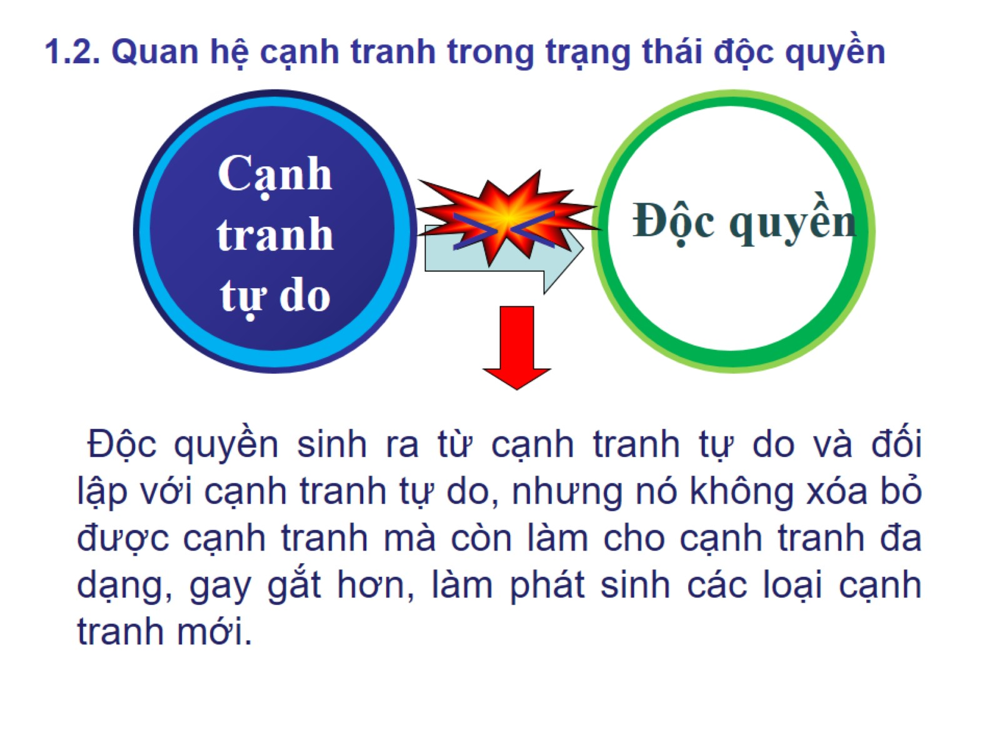 1.2. Quan hệ cạnh tranh trong trạng thái độc quyền
Cạnh
tranh
tự do
> <
Độc quyền
Độc quyền sinh ra từ cạnh tranh tự do và đối
lập với cạnh tranh tự do, nhưng nó không xóa bỏ
được cạnh tranh mà còn làm cho cạnh tranh đa
dạng, gay gắt hơn, làm phát sinh các loại cạnh
tranh mới.